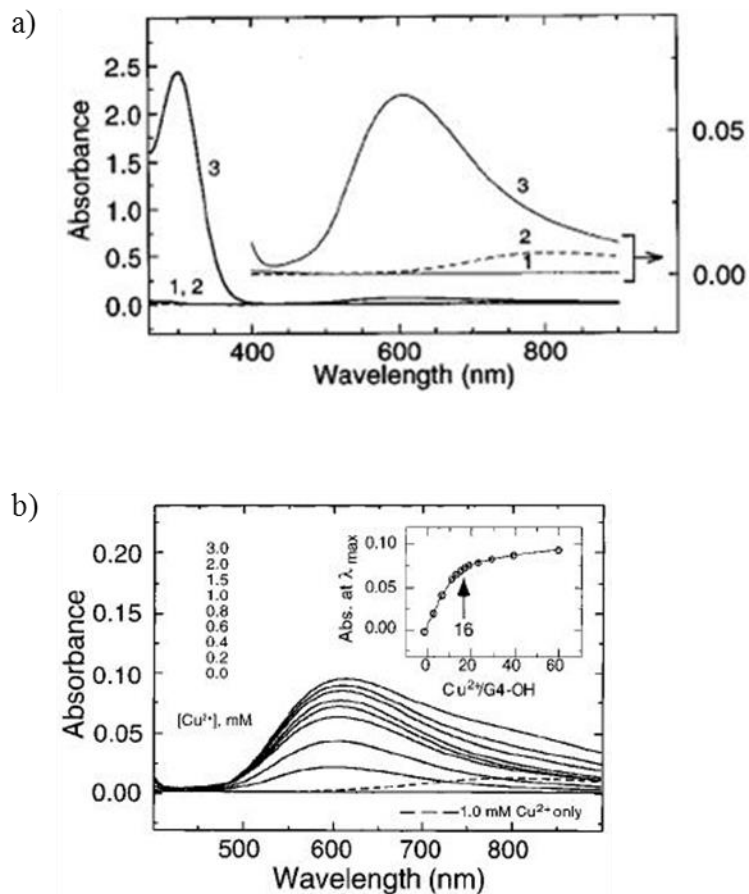 a)
Absorbance
2.5
2.0
1.5
1.0
0.5
0.0
3
1, 2
3
2
1
0.05
0.00
400 600 800
Wavelength (nm)
b)
Absorbance
0.20
0.15
0.10
0.05
0.00
3.0
2.0
1.5
1.0
0.8
0.6
0.4
0.2
0.0
[Cu²⁺], mM
Abs. at λ max
0.10
0.05
0.00
16
0 20 40 60
Cu²⁺/G4-OH
1.0 mM Cu²⁺ only
500 600 700 800
Wavelength (nm)